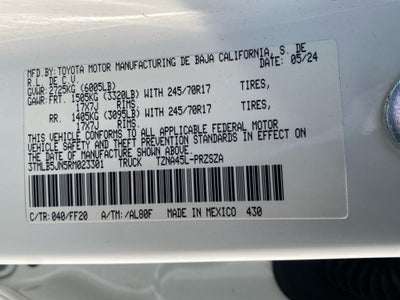 MFD.BY:TOYOTA MOTOR MANUFACTURING DE BAJA CALIFORNIA, S. DE
R L. DE C.V. 05/24
GVWR:2725KG (6005LB)
GAWR:FRT. 1505KG (3320LB) WITH 245/70R17 TIRES,
17X7J RIMS,
RR. 1405KG (3095LB) WITH 245/70R17 TIRES,
17X7J RIMS.
THIS VEHICLE CONFORMS TO ALL APPLICABLE FEDERAL MOTOR
VEHICLE SAFETY AND THEFT PREVENTION STANDARDS IN EFFECT ON
THE DATE OF MANUFACTURE SHOWN ABOVE.
3TMLB5JN5RM023301 TRUCK TZNA45L-PRZSZA
C/TR:040/FF20 A/TM:/AL80F MADE IN MEXICO 430